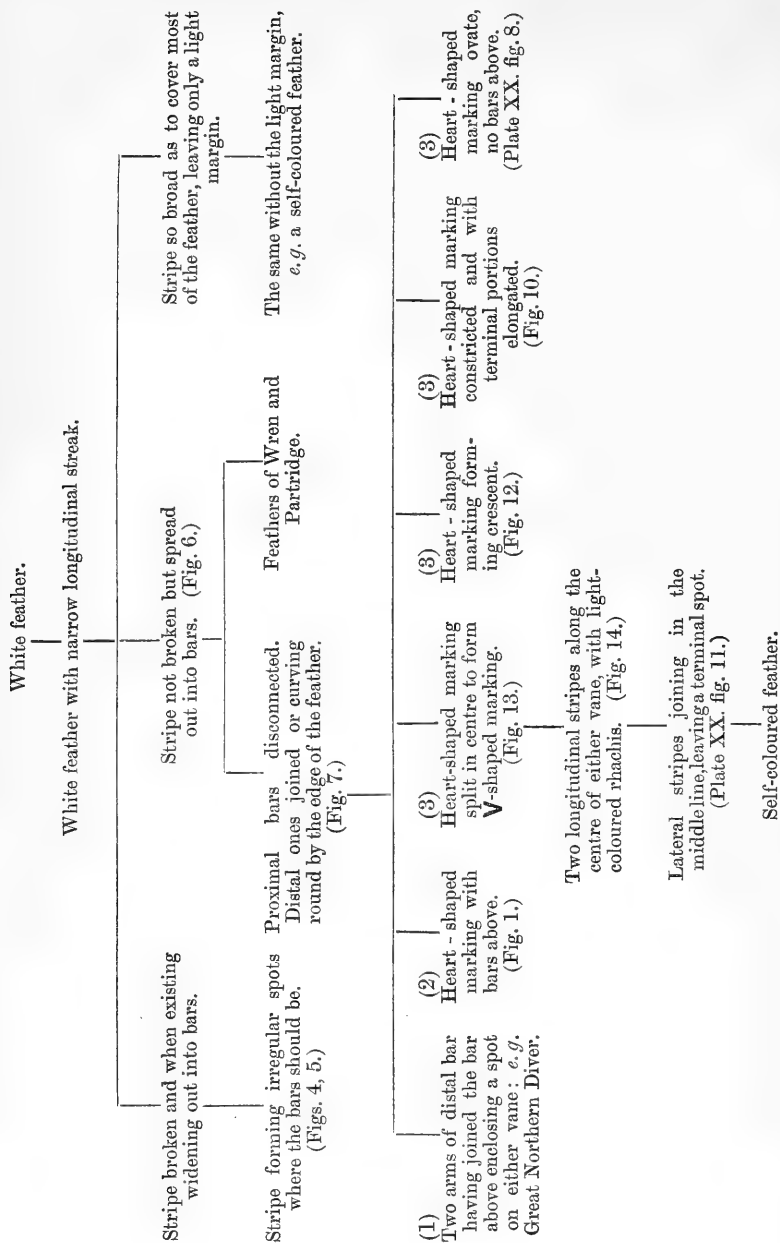 White feather.
White feather with narrow longitudinal streak.
Stripe broken and when existing
widening out into bars.
Stripe forming irregular spots
where the bars should be.
(Figs. 4, 5.)
Stripe not broken but spread
out into bars. (Fig. 6.)
Proximal bars disconnected.
Distal ones joined or curving
round by the edge of the feather.
(Fig. 7.)
Feathers of Wren and
Partridge.
Stripe so broad as to cover most
of the feather, leaving only a light
margin.
The same without the light margin,
e.g. a self-coloured feather.
(1)
Two arms of distal bar
having joined the bar
above enclosing a spot
on either vane: e.g.
Great Northern Diver.
(2)
Heart - shaped
marking with
bars above.
(Fig. 1.)
(3)
Heart-shaped marking
split in centre to form
V-shaped marking.
(Fig. 13.)
Two longitudinal stripes along the
centre of either vane, with light-
coloured rhachis. (Fig. 14.)
Lateral stripes joining in the
middle line, leaving a terminal spot.
(Plate XX. fig. 11.)
Self-coloured feather.
(3)
Heart - shaped
marking form-
ing crescent.
(Fig. 12.)
(3)
Heart-shaped marking
constricted and with
terminal portions
elongated.
(Fig. 10.)
(3)
Heart - shaped
marking ovate,
no bars above.
(Plate XX. fig. 8.)